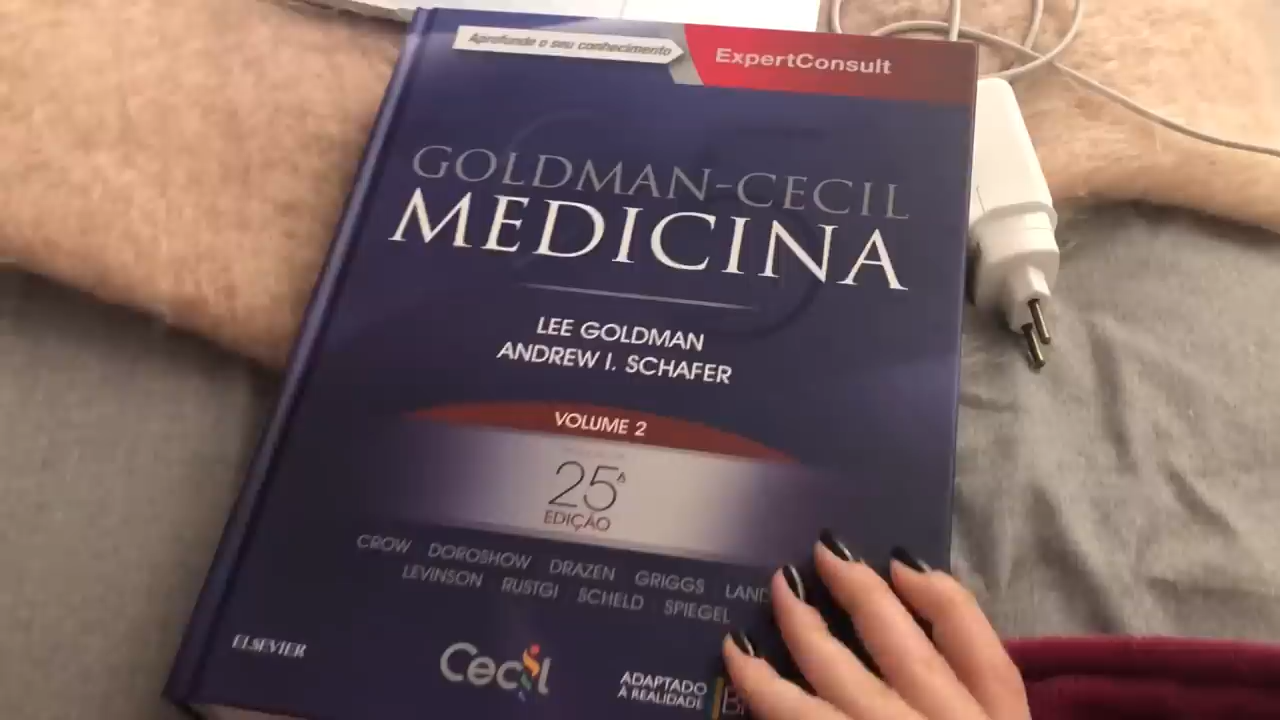 Aprofunde o seu conhecimento
ExpertConsult
GOLDMAN-CECIL
MEDICINA
LEE GOLDMAN
ANDREW I. SCHAFER
VOLUME 2
25ª
EDIÇÃO
CROW DOROSHOW DRAZEN GRIGGS
LEVINSON RUSTGI SCHELD SPIEGEL
ELSEVIER
Cecil
ADAPTADO
À REALIDADE